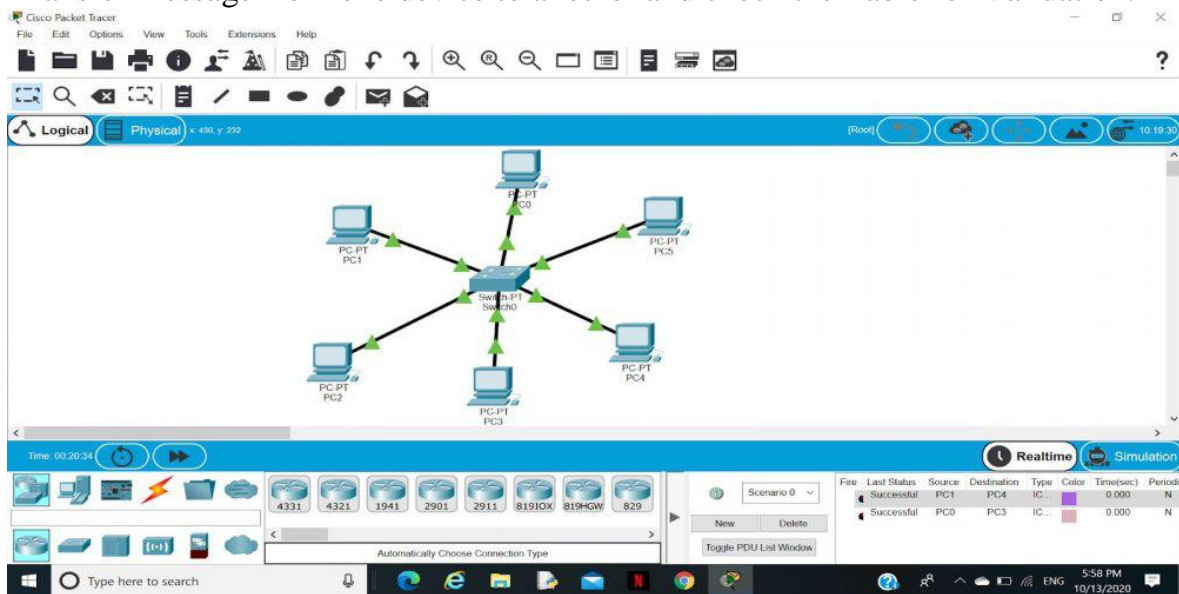 Cisco Packet Tracer
File Edit Options View Tools Extensions Help
?
Logical Physical x: 430, y: 232 [Root] 10:19:30
PC-PT
PC0
PC-PT
PC1
PC-PT
PC5
Switch-PT
Switch0
PC-PT
PC4
PC-PT
PC2
PC-PT
PC3
Time: 00:20:34 Realtime Simulation
4331 4321 1941 2901 2911 819IOX 819HGW 829
Automatically Choose Connection Type
Scenario 0
New Delete
Toggle PDU List Window
Fire Last Status Source Destination Type Color Time(sec) Periodi
Successful PC1 PC4 IC... 0.000 N
Successful PC0 PC3 IC... 0.000 N
Type here to search
ENG 5:58 PM
10/13/2020